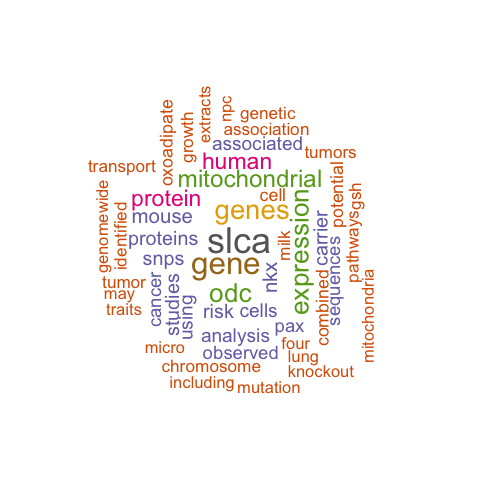 extracts
npc
oxoadipate
growth
genetic
association
associated
tumors
human
transport
mitochondrial
cell
potential
protein
genes
expression
genomewide
identified
mouse
milk
carrier
pathways
gsh
proteins
slca
snps
gene
nkx
sequences
combined
mitochondria
tumor
cancer
studies
using
odc
may
traits
risk
cells
pax
analysis
four
micro
observed
lung
chromosome
knockout
including
mutation